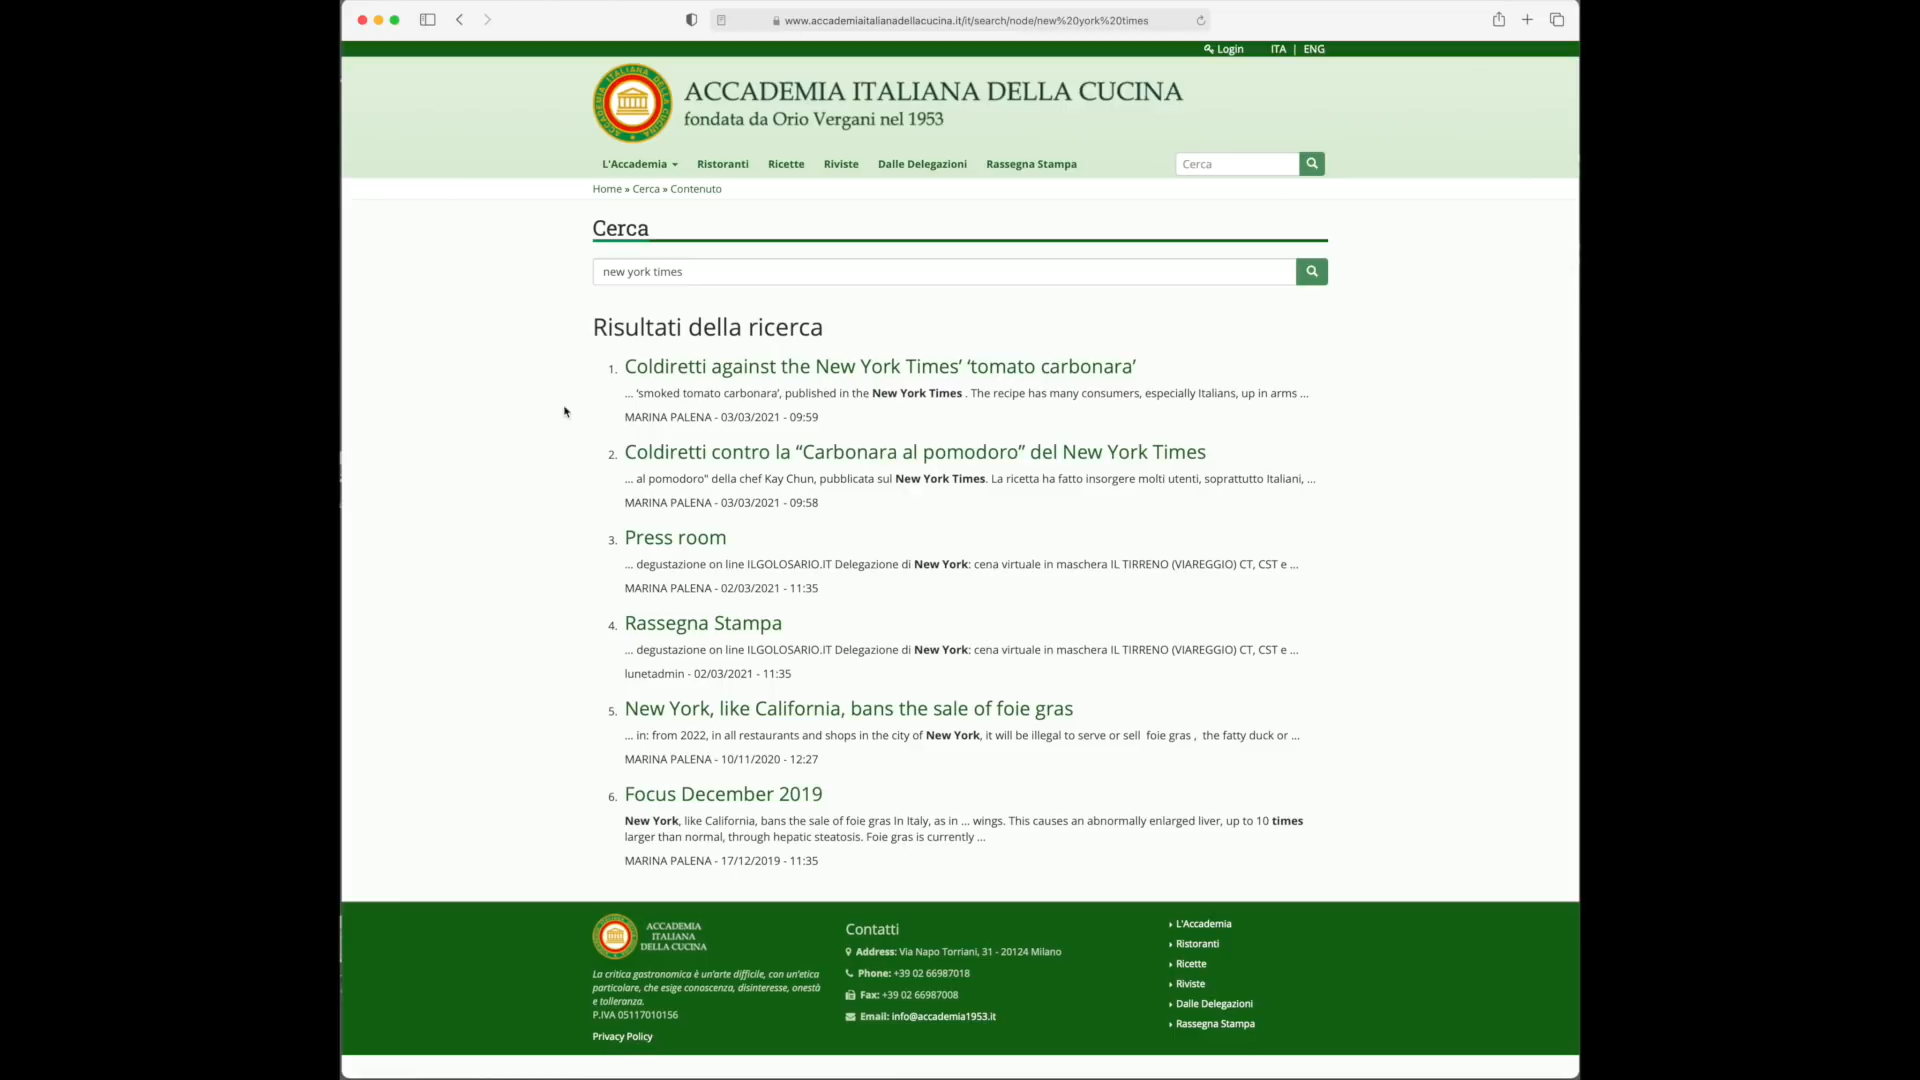 www.accademiaitalianadellacucina.it/it/search/node/new%20york%20times
Login ITA | ENG
ACCADEMIA ITALIANA DELLA CUCINA
fondata da Orio Vergani nel 1953
L'Accademia Ristoranti Ricette Riviste Dalle Delegazioni Rassegna Stampa Cerca
Home » Cerca » Contenuto
Cerca
new york times
Risultati della ricerca
1. Coldiretti against the New York Times’ ‘tomato carbonara’
... ‘smoked tomato carbonara’, published in the New York Times . The recipe has many consumers, especially Italians, up in arms ...
MARINA PALENA - 03/03/2021 - 09:59
2. Coldiretti contro la “Carbonara al pomodoro” del New York Times
... al pomodoro” della chef Kay Chun, pubblicata sul New York Times. La ricetta ha fatto insorgere molti utenti, soprattutto Italiani, ...
MARINA PALENA - 03/03/2021 - 09:58
3. Press room
... degustazione on line ILGOLOSARIO.IT Delegazione di New York: cena virtuale in maschera IL TIRRENO (VIAREGGIO) CT, CST e ...
MARINA PALENA - 02/03/2021 - 11:35
4. Rassegna Stampa
... degustazione on line ILGOLOSARIO.IT Delegazione di New York: cena virtuale in maschera IL TIRRENO (VIAREGGIO) CT, CST e ...
lunetadmin - 02/03/2021 - 11:35
5. New York, like California, bans the sale of foie gras
... in: from 2022, in all restaurants and shops in the city of New York, it will be illegal to serve or sell foie gras , the fatty duck or ...
MARINA PALENA - 10/11/2020 - 12:27
6. Focus December 2019
New York, like California, bans the sale of foie gras In Italy, as in ... wings. This causes an abnormally enlarged liver, up to 10 times
larger than normal, through hepatic steatosis. Foie gras is currently ...
MARINA PALENA - 17/12/2019 - 11:35
ACCADEMIA
ITALIANA
DELLA CUCINA
La critica gastronomica è un'arte difficile, con un'etica
particolare, che esige conoscenza, disinteresse, onestà
e tolleranza.
P.IVA 05117010156
Privacy Policy
Contatti
Address: Via Napo Torriani, 31 - 20124 Milano
Phone: +39 02 66987018
Fax: +39 02 66987008
Email: info@accademia1953.it
L'Accademia
Ristoranti
Ricette
Riviste
Dalle Delegazioni
Rassegna Stampa